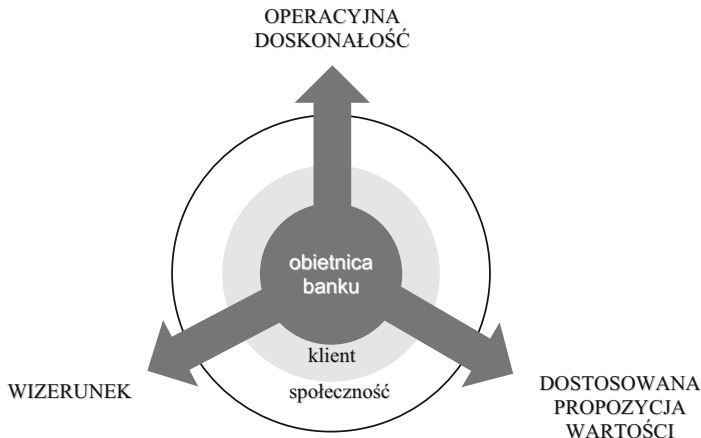 OPERACYJNA
DOSKONAŁOŚĆ
obietnica
banku
klient
społeczność
WIZERUNEK
DOSTOSOWANA
PROPOZYCJA
WARTOŚCI